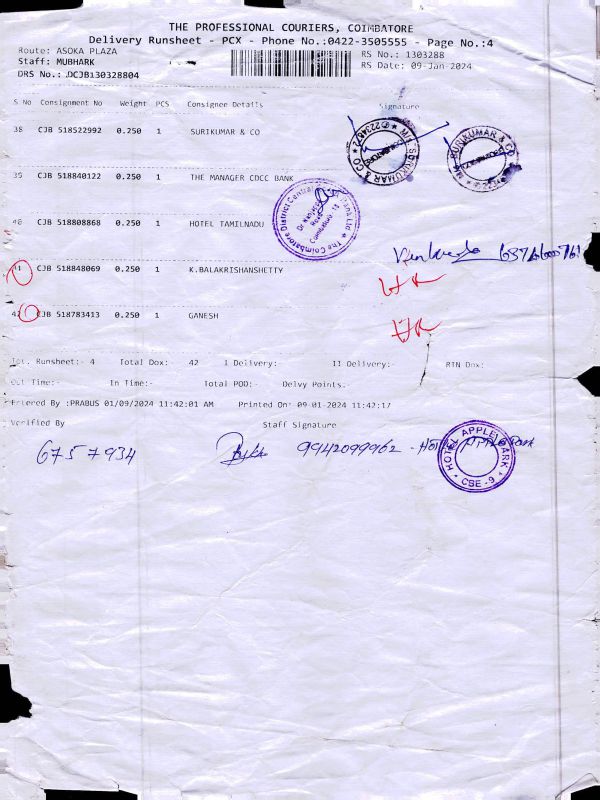 THE PROFESSIONAL COURIERS, COIMBATORE
Delivery Runsheet - PCX - Phone No.:0422-3505555 - Page No.:4
Route: ASOKA PLAZA
RS No.: 1303288
Staff: MUBHARK
RS Date: 09-Jan-2024
DRS No.: DCJB130328804
S No Consignment No Weight PCS Consignee Details Signature
38 CJB 518522992 0.250 1 SURIKUMAR & CO
SURIKUMAR & CO
SURIKUMAR & CO
39 CJB 518840122 0.250 1 THE MANAGER CDCC BANK
The Coimbatore District Central
40 CJB 518808868 0.250 1 HOTEL TAMILNADU
41 CJB 518848069 0.250 1 K.BALAKRISHANSHETTY
42 CJB 518783413 0.250 1 GANESH
Tot. Runsheet:- 4 Total Dox: 42 1 Delivery: 11 Delivery: RTN Dox:
Out Time:- In Time:- Total POD:- Delvy Points:-
Entered By :PRABUS 01/09/2024 11:42:01 AM Printed On: 09-01-2024 11:42:17
Verified By Staff Signature
6757934 9942099962 - Hotel Apple Park
HOTEL APPLE PARK
CSE - 9